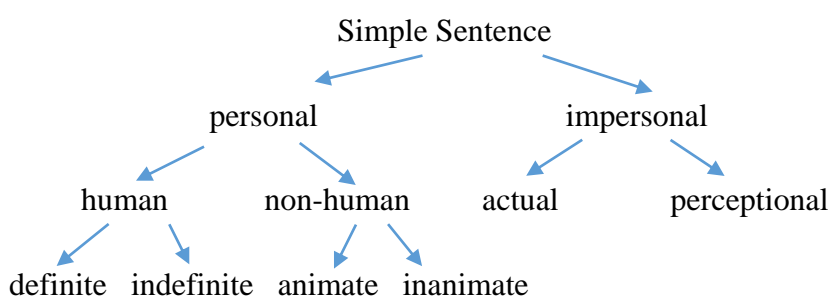 Simple Sentence
personal impersonal
human non-human actual perceptional
definite indefinite animate inanimate